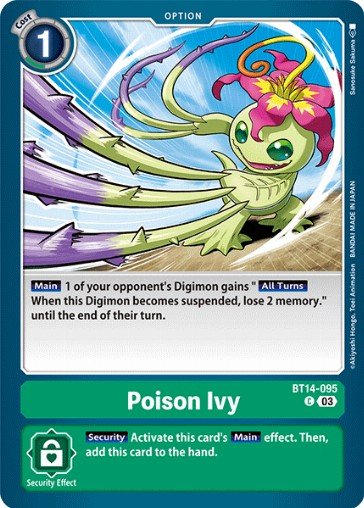 Cost
1
OPTION
Sanosuke Sakuma
©Akiyoshi Hongo, Toei Animation BANDAI MADE IN JAPAN
Main 1 of your opponent's Digimon gains " All Turns
When this Digimon becomes suspended, lose 2 memory."
until the end of their turn.
BT14-095
Poison Ivy
C 03
Security Activate this card's Main effect. Then,
add this card to the hand.
Security Effect